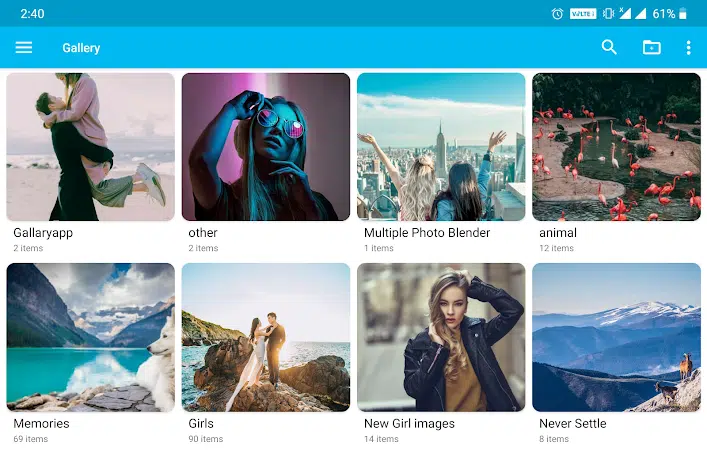 2:40
VoLTE
61%
Gallery
Gallaryapp
2 items
other
2 items
Multiple Photo Blender
1 items
animal
12 items
Memories
69 items
Girls
90 items
New Girl images
14 items
Never Settle
8 items